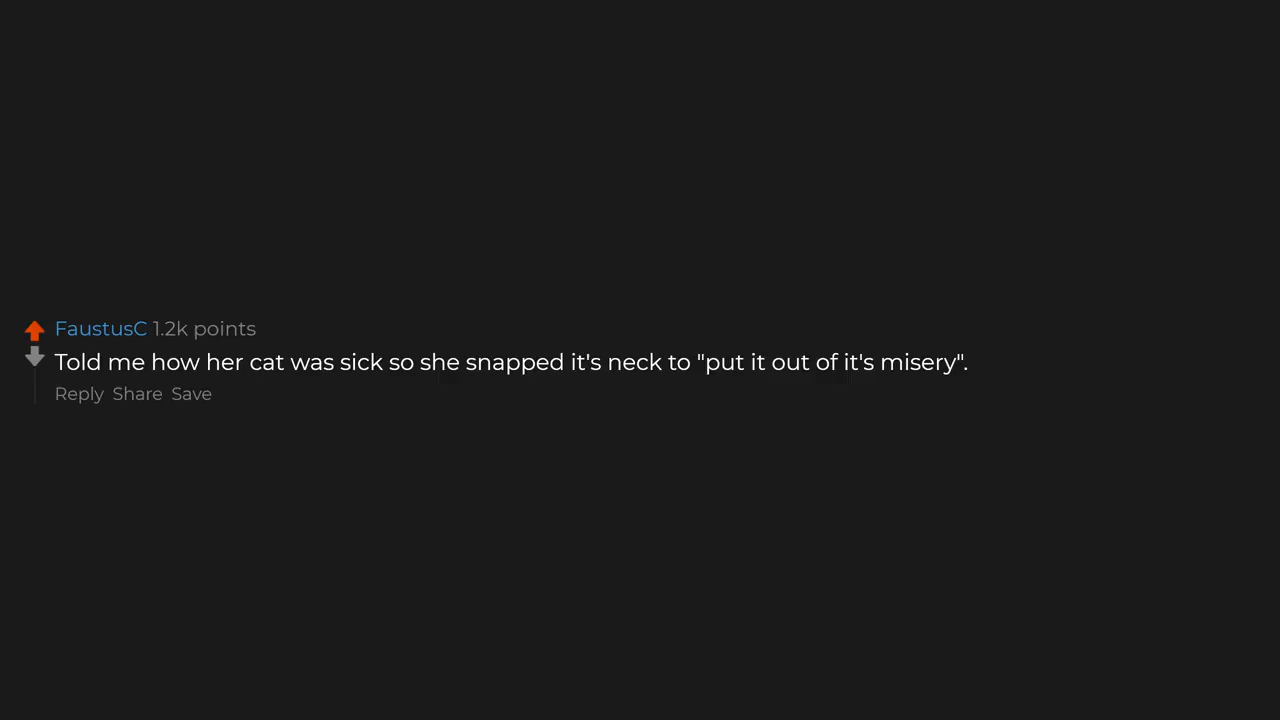 FaustusC 1.2k points
Told me how her cat was sick so she snapped it's neck to "put it out of it's misery".
Reply Share Save